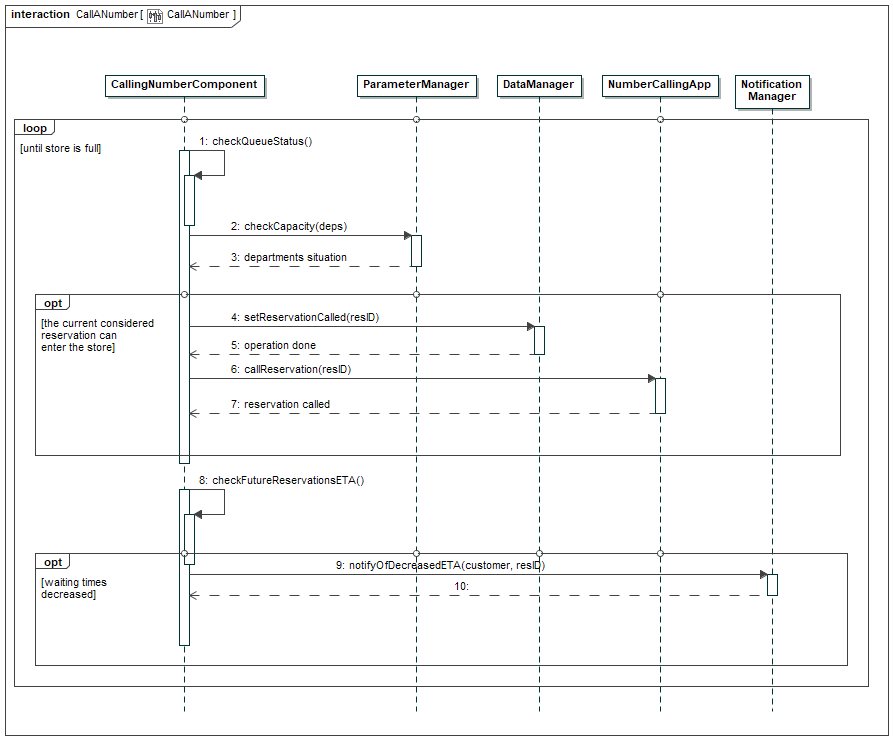 interaction CallANumber [ CallANumber ]
CallingNumberComponent
ParameterManager
DataManager
NumberCallingApp
Notification
Manager
loop
[until store is full]
1: checkQueueStatus()
2: checkCapacity(deps)
3: departments situation
opt
[the current considered
reservation can
enter the store]
4: setReservationCalled(resID)
5: operation done
6: callReservation(resID)
7: reservation called
8: checkFutureReservationsETA()
opt
[waiting times
decreased]
9: notifyOfDecreasedETA(customer, resID)
10: